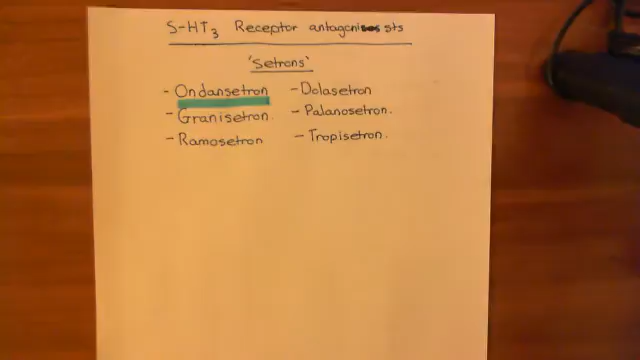 5-HT3 Receptor antagonists
'Setrons'
- Ondansetron - Dolasetron
- Granisetron. - Palanosetron.
- Ramosetron - Tropisetron.